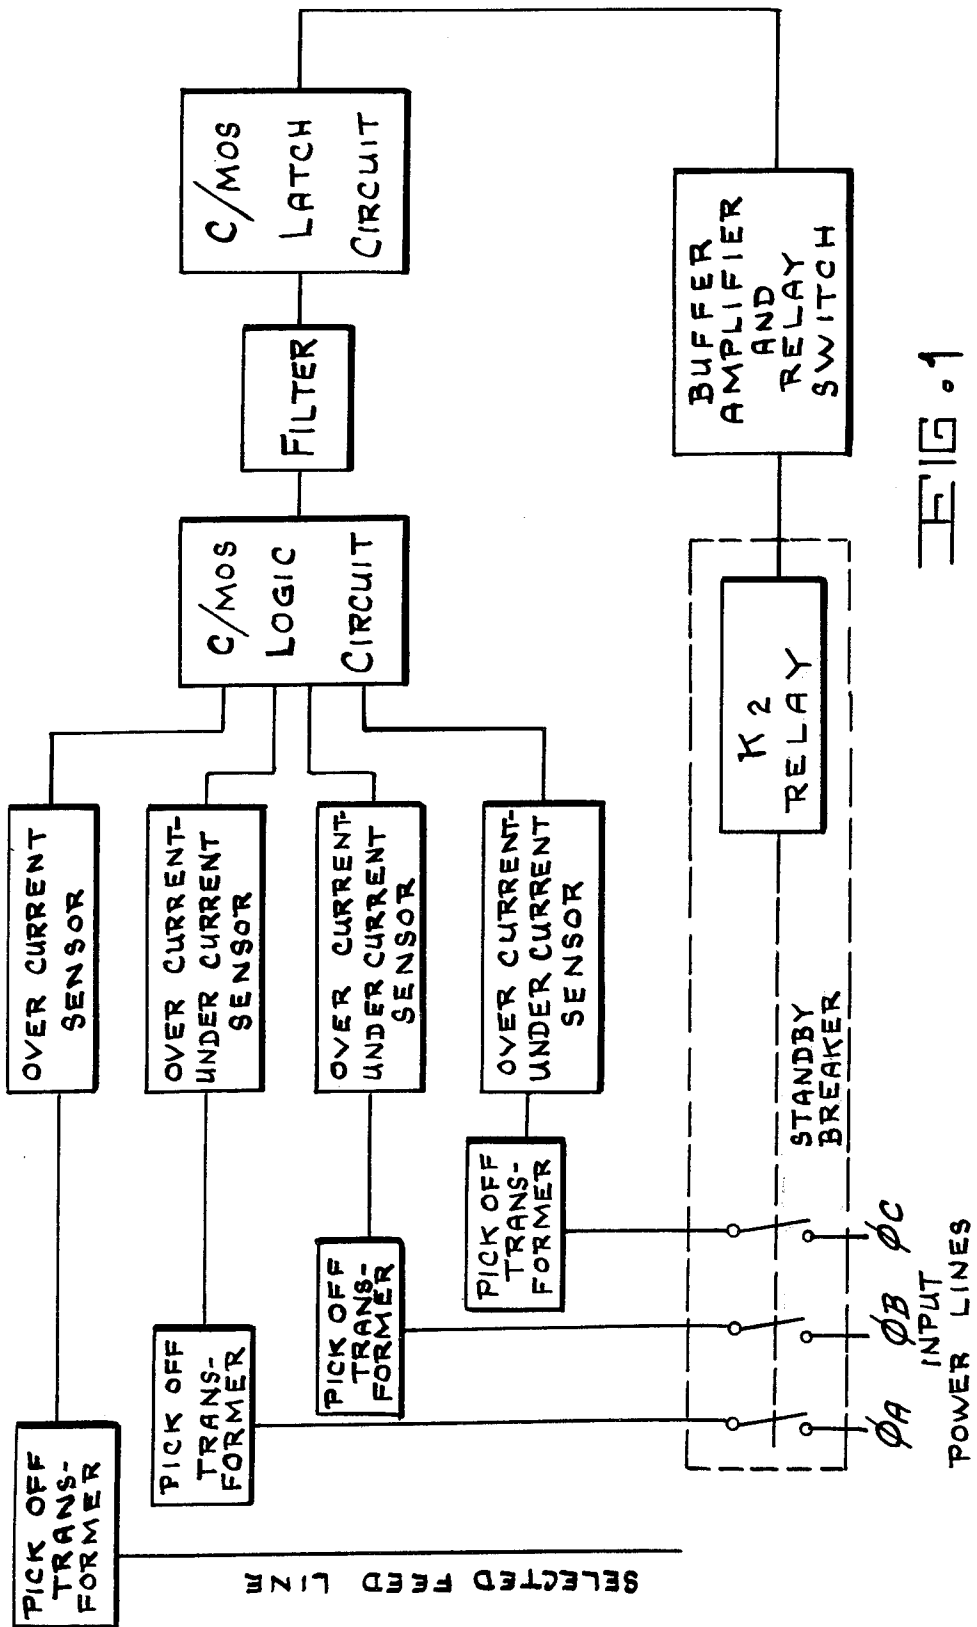 PICK OFF
TRANS-
FORMER
OVER CURRENT
SENSOR
PICK OFF
TRANS-
FORMER
OVER CURRENT-
UNDER CURRENT
SENSOR
PICK OFF
TRANS-
FORMER
OVER CURRENT-
UNDER CURRENT
SENSOR
PICK OFF
TRANS-
FORMER
OVER CURRENT-
UNDER CURRENT
SENSOR
C/MOS
LOGIC
CIRCUIT
FILTER
C/MOS
LATCH
CIRCUIT
BUFFER
AMPLIFIER
AND
RELAY
SWITCH
K2
RELAY
STANDBY
BREAKER
SELECTED FEED LINE
ØA ØB ØC
INPUT
POWER LINES
FIG. 1